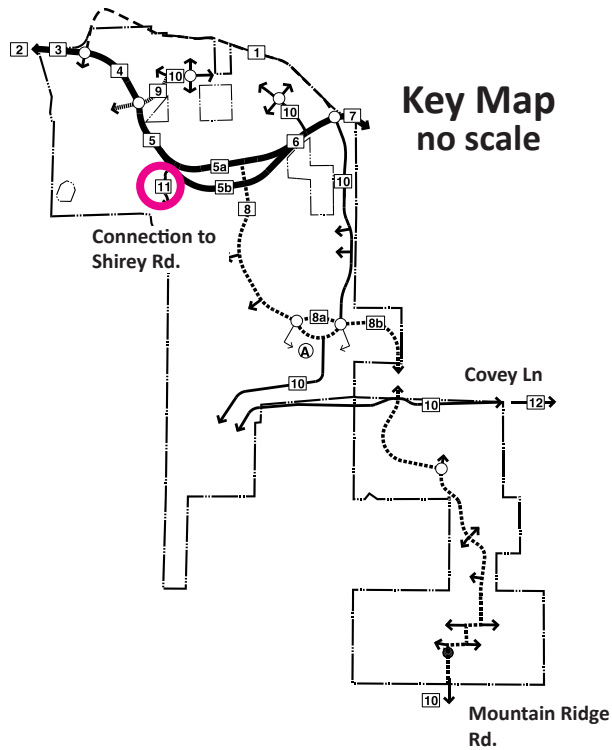 2
3
1
4
9
10
10
Key Map
no scale
7
5
6
5a
5b
11
10
8
Connection to
Shirey Rd.
8a
8b
A
10
Covey Ln
10
12
10
Mountain Ridge
Rd.